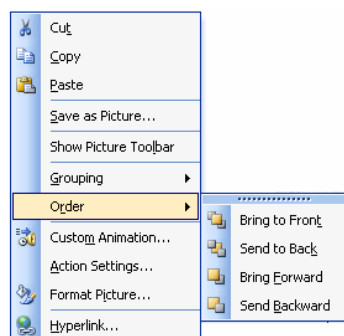 Cut
Copy
Paste
Save as Picture...
Show Picture Toolbar
Grouping
Order
Custom Animation...
Action Settings...
Format Picture...
Hyperlink...
Bring to Front
Send to Back
Bring Forward
Send Backward